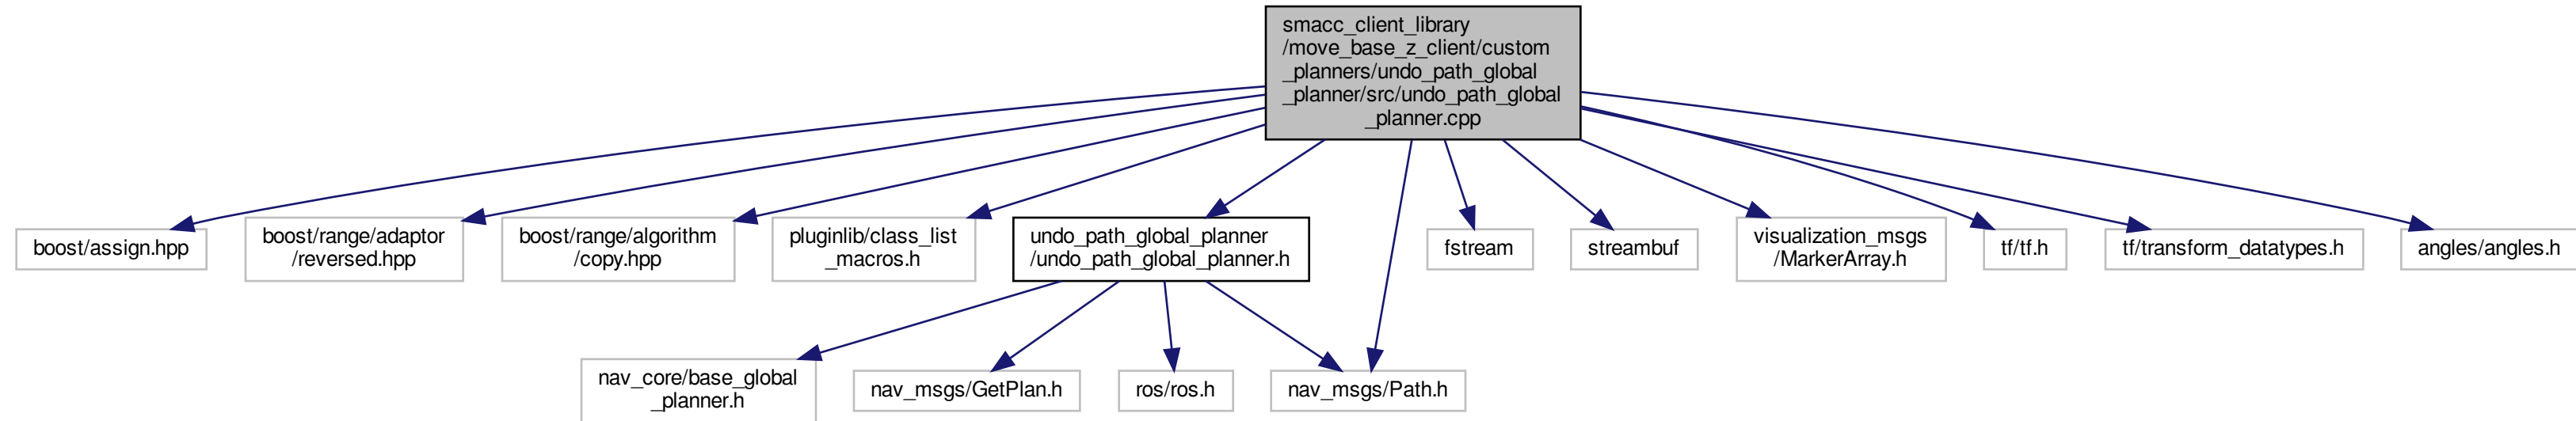 smacc_client_library
/move_base_z_client/custom
_planners/undo_path_global
_planner/src/undo_path_global
_planner.cpp
boost/assign.hpp
boost/range/adaptor
/reversed.hpp
boost/range/algorithm
/copy.hpp
pluginlib/class_list
_macros.h
undo_path_global_planner
/undo_path_global_planner.h
fstream
streambuf
visualization_msgs
/MarkerArray.h
tf/tf.h
tf/transform_datatypes.h
angles/angles.h
nav_core/base_global
_planner.h
nav_msgs/GetPlan.h
ros/ros.h
nav_msgs/Path.h